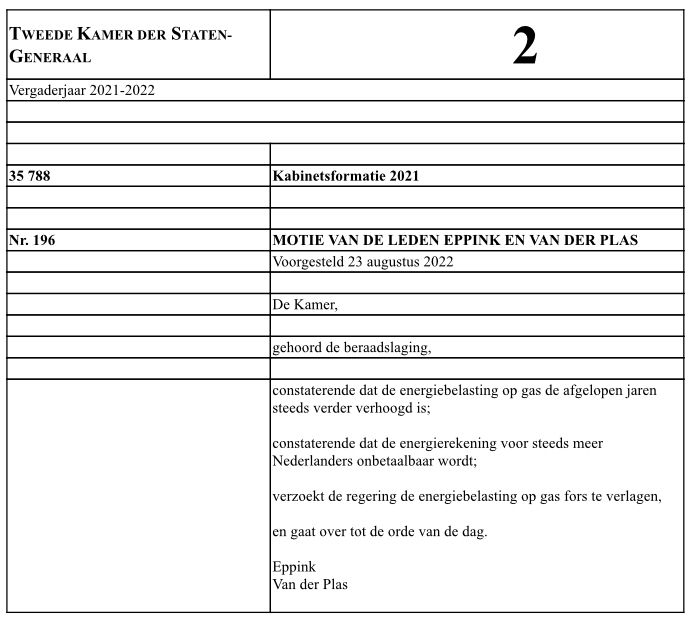 TWEEDE KAMER DER STATEN-
GENERAAL
2
Vergaderjaar 2021-2022
35 788
Kabinetsformatie 2021
Nr. 196
MOTIE VAN DE LEDEN EPPINK EN VAN DER PLAS
Voorgesteld 23 augustus 2022
De Kamer,
gehoord de beraadslaging,
constaterende dat de energiebelasting op gas de afgelopen jaren
steeds verder verhoogd is;
constaterende dat de energierekening voor steeds meer
Nederlanders onbetaalbaar wordt;
verzoekt de regering de energiebelasting op gas fors te verlagen,
en gaat over tot de orde van de dag.
Eppink
Van der Plas